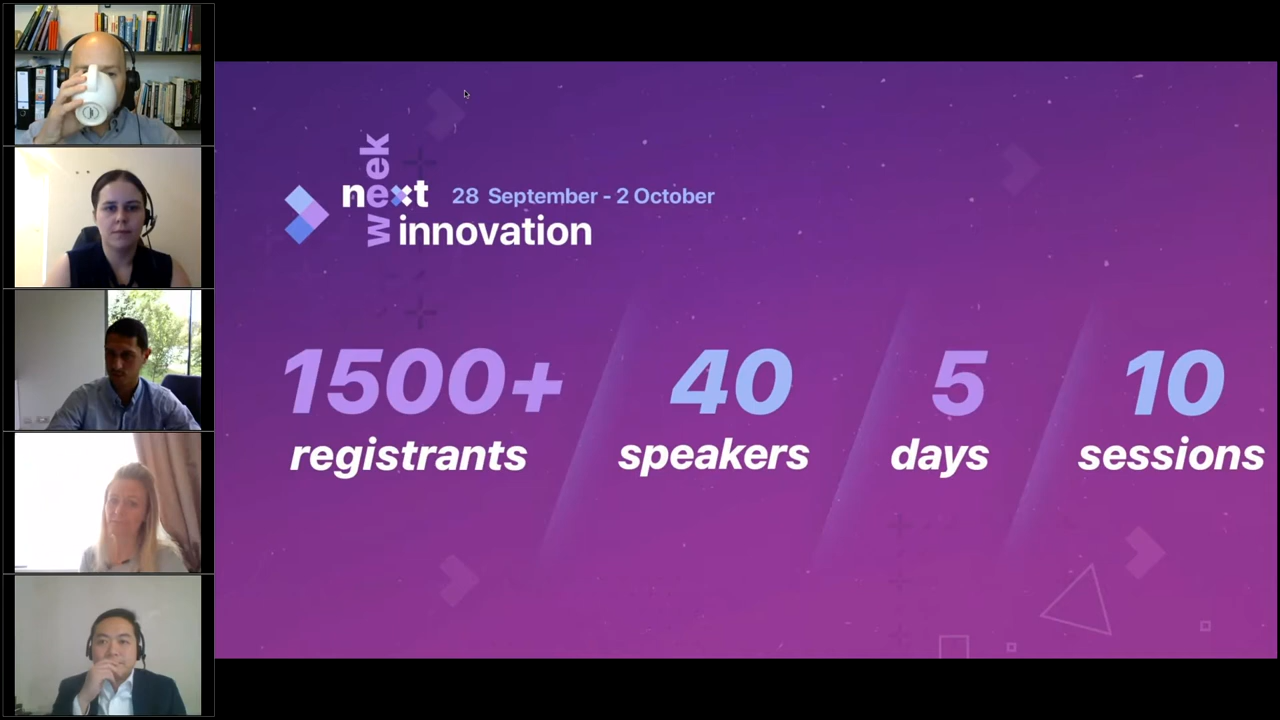 week
next
28 September - 2 October
innovation
1500+
registrants
40
speakers
5
days
10
sessions